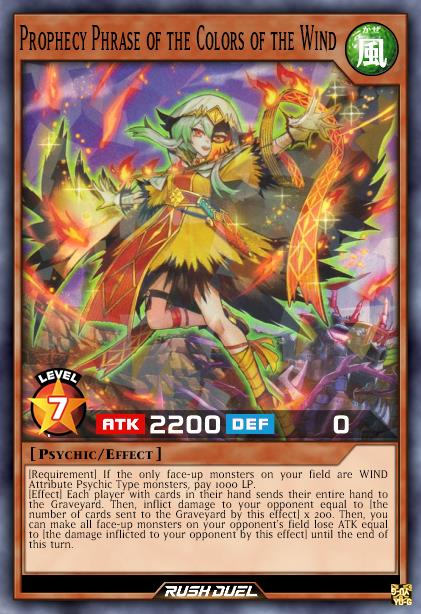 Prophecy Phrase of the Colors of the Wind
かぜ
風
LEVEL
7
ATK 2200 DEF 0
[Psychic/Effect]
[Requirement] If the only face-up monsters on your field are WIND
Attribute Psychic Type monsters, pay 1000 LP.
[Effect] Each player with cards in their hand sends their entire hand to
the Graveyard. Then, inflict damage to your opponent equal to [the
number of cards sent to the Graveyard by this effect] x 200. Then, you
can make all face-up monsters on your opponent's field lose ATK equal
to [the damage inflicted to your opponent by this effect] until the end of
this turn.
RUSH DUEL